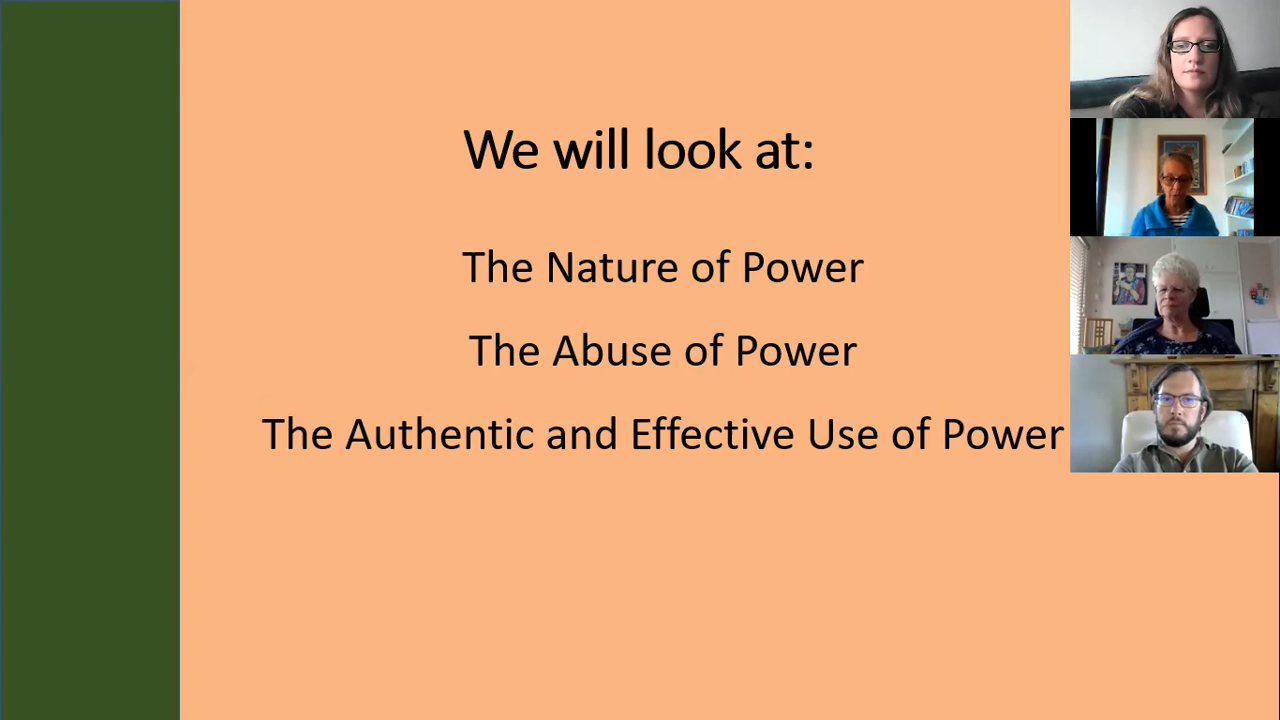 We will look at:
The Nature of Power
The Abuse of Power
The Authentic and Effective Use of Power